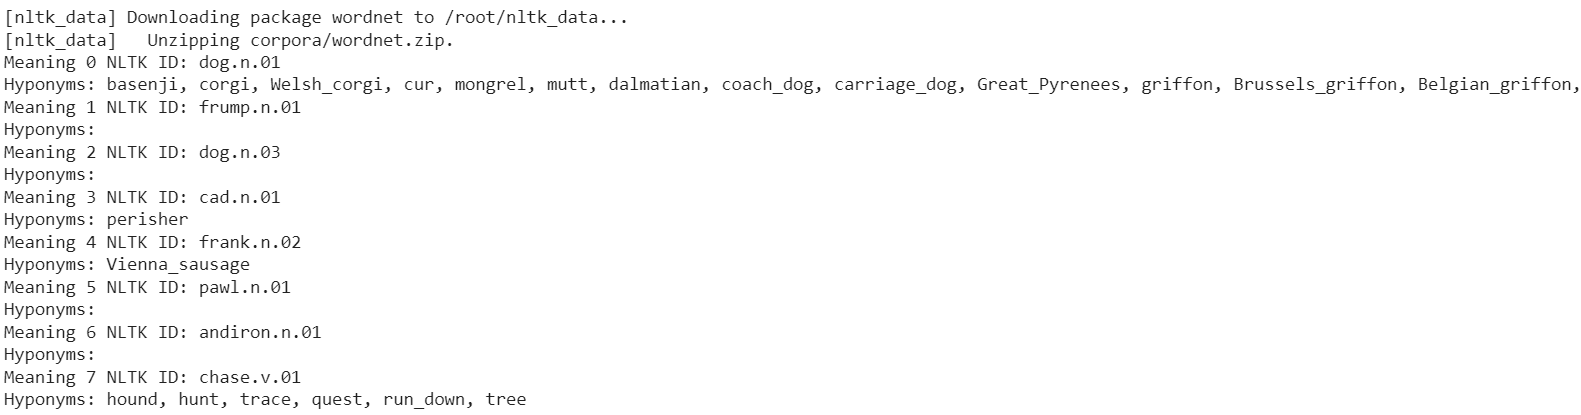 [nltk_data] Downloading package wordnet to /root/nltk_data...
[nltk_data]   Unzipping corpora/wordnet.zip.
Meaning 0 NLTK ID: dog.n.01
Hyponyms: basenji, corgi, Welsh_corgi, cur, mongrel, mutt, dalmatian, coach_dog, carriage_dog, Great_Pyrenees, griffon, Brussels_griffon, Belgian_griffon,
Meaning 1 NLTK ID: frump.n.01
Hyponyms:
Meaning 2 NLTK ID: dog.n.03
Hyponyms:
Meaning 3 NLTK ID: cad.n.01
Hyponyms: perisher
Meaning 4 NLTK ID: frank.n.02
Hyponyms: Vienna_sausage
Meaning 5 NLTK ID: pawl.n.01
Hyponyms:
Meaning 6 NLTK ID: andiron.n.01
Hyponyms:
Meaning 7 NLTK ID: chase.v.01
Hyponyms: hound, hunt, trace, quest, run_down, tree